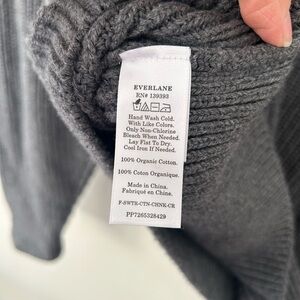 EVERLANE
RN# 139393
Hand Wash Cold.
With Like Colors.
Only Non-Chlorine
Bleach When Needed.
Lay Flat To Dry.
Cool Iron If Needed.
100% Organic Cotton.
100% Coton Organique.
Made in China.
Fabriqué en China.
F-SWTR-CTN-CHNK-CR
PP7265328429